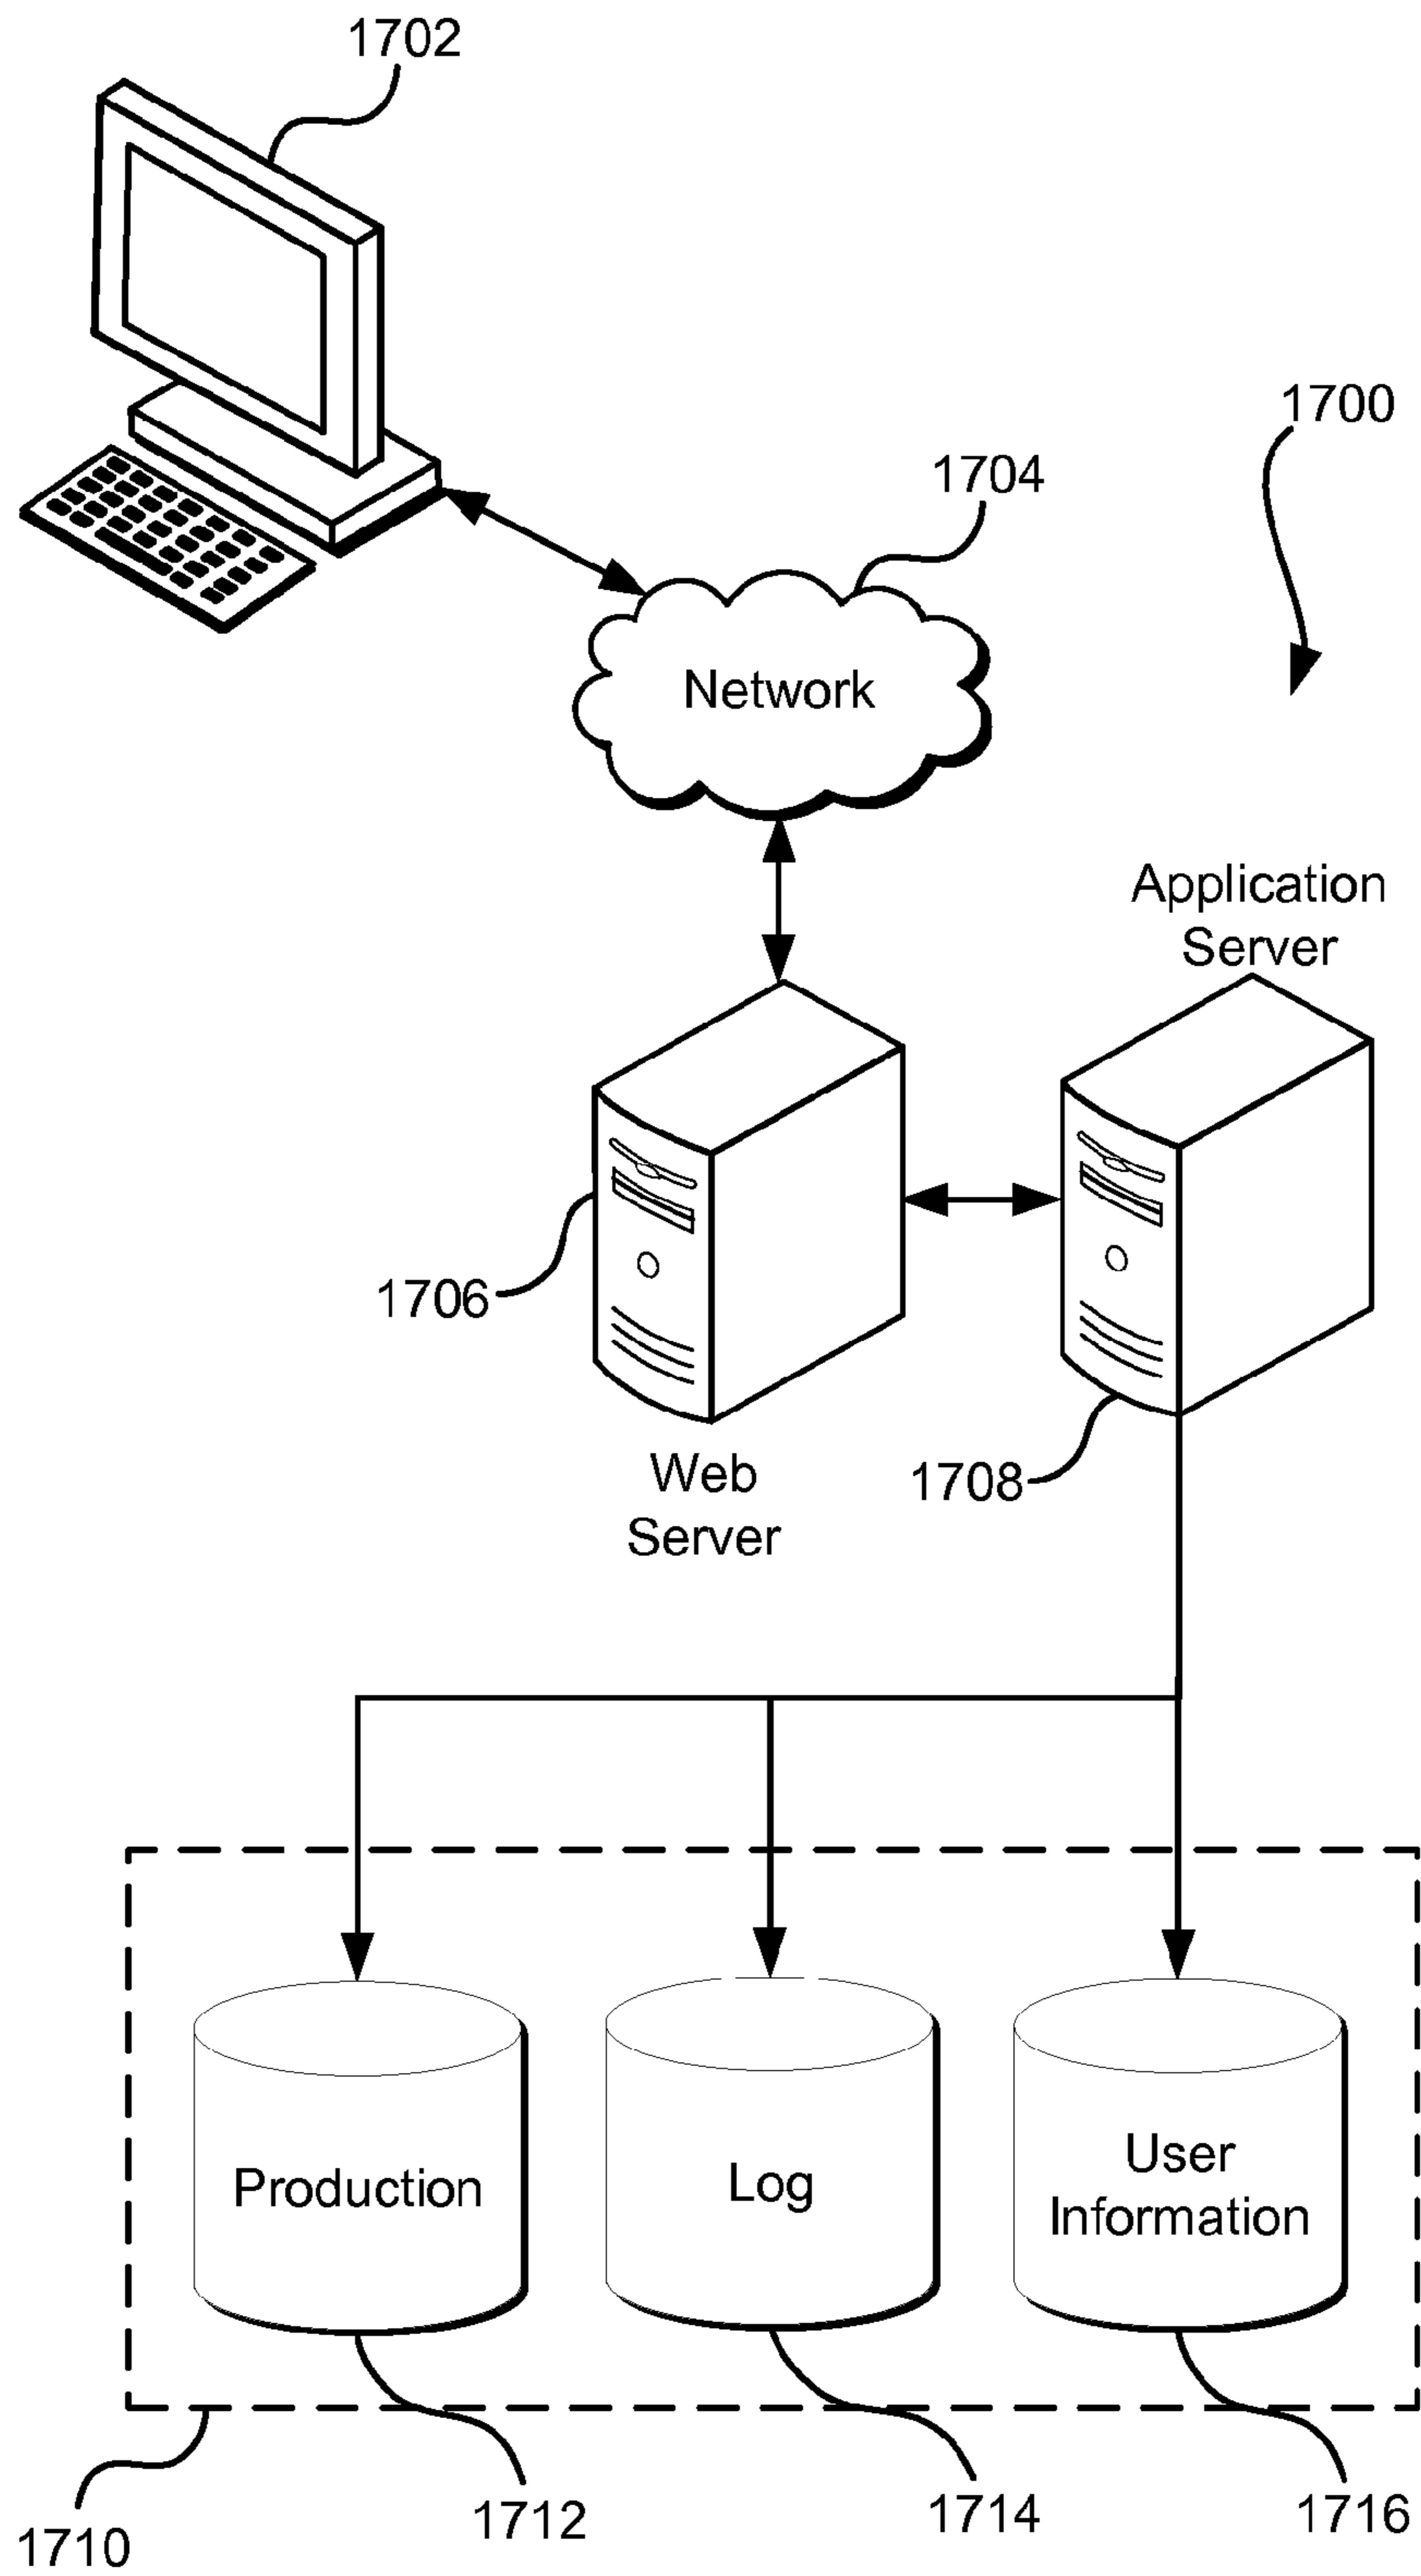 1702
1700
1704
Network
Application
Server
1706
Web
Server
1708
Production
Log
User
Information
1710
1712
1714
1716